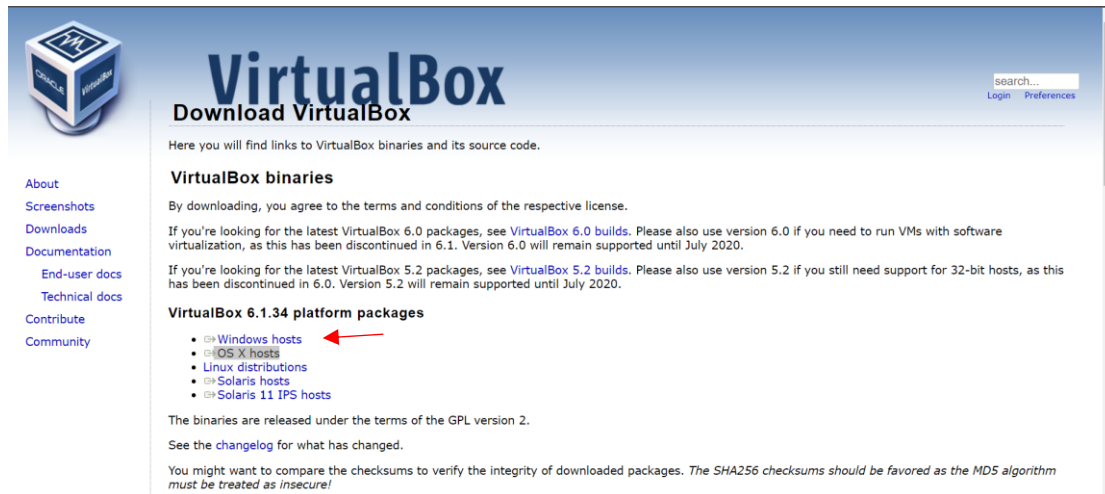 VirtualBox
search...
Login Preferences
ORACLE
VirtualBox
Download VirtualBox
Here you will find links to VirtualBox binaries and its source code.
About
Screenshots
Downloads
Documentation
End-user docs
Technical docs
Contribute
Community
VirtualBox binaries
By downloading, you agree to the terms and conditions of the respective license.
If you're looking for the latest VirtualBox 6.0 packages, see VirtualBox 6.0 builds. Please also use version 6.0 if you need to run VMs with software
virtualization, as this has been discontinued in 6.1. Version 6.0 will remain supported until July 2020.
If you're looking for the latest VirtualBox 5.2 packages, see VirtualBox 5.2 builds. Please also use version 5.2 if you still need support for 32-bit hosts, as this
has been discontinued in 6.0. Version 5.2 will remain supported until July 2020.
VirtualBox 6.1.34 platform packages
Windows hosts
OS X hosts
Linux distributions
Solaris hosts
Solaris 11 IPS hosts
The binaries are released under the terms of the GPL version 2.
See the changelog for what has changed.
You might want to compare the checksums to verify the integrity of downloaded packages. The SHA256 checksums should be favored as the MD5 algorithm
must be treated as insecure!